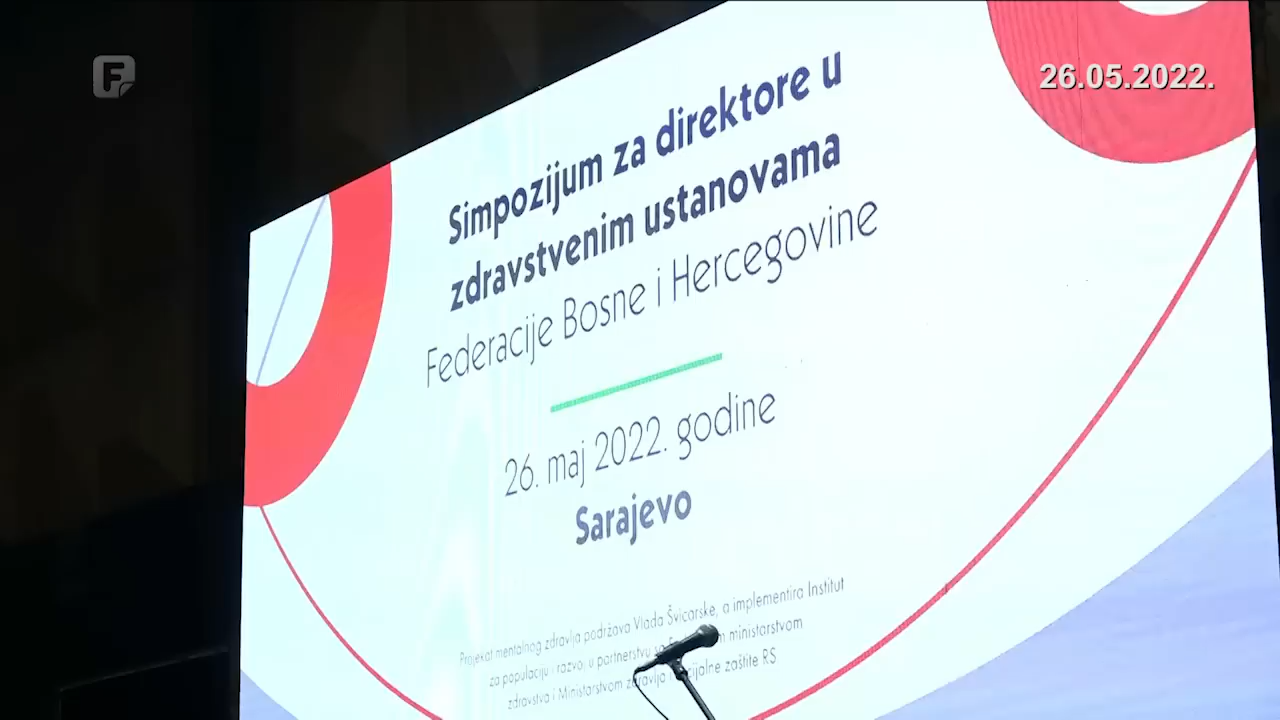 F
26.05.2022.
Simpozijum za direktore u
zdravstvenim ustanovama
Federacije Bosne i Hercegovine
26. maj 2022. godine
Sarajevo
Projekat mentalnog zdravlja podržava Vlada Švicarske, a implementira Institut
za populaciju i razvoj u partnerstvu sa ministarstvom
zdravstva i Ministarstvom zdravlja i socijalne zaštite RS